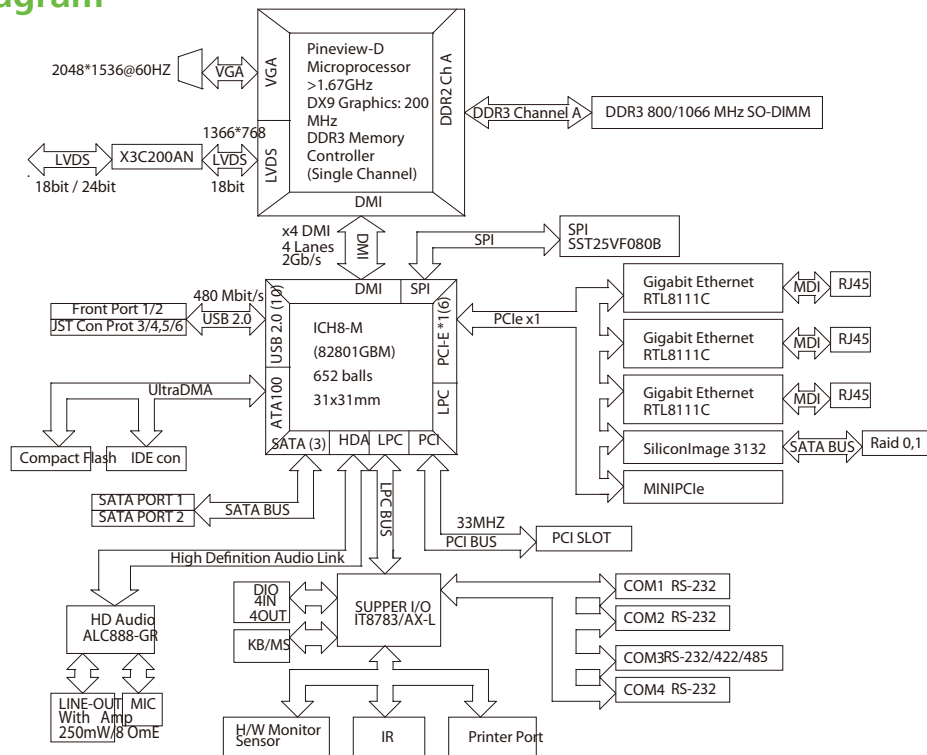 agram
Pineview-D
Microprocessor
>1.67GHz
DX9 Graphics: 200
MHz
DDR3 Memory
Controller
(Single Channel)
VGA
LVDS
DDR2 Ch A
DMI
2048*1536@60HZ
VGA
1366*768
LVDS
18bit
X3C200AN
LVDS
18bit / 24bit
DDR3 Channel A
DDR3 800/1066 MHz SO-DIMM
x4 DMI
4 Lanes
2Gb/s
DMI
SPI
SPI
SST25VF080B
DMI
SPI
USB 2.0 (10)
ATA100
PCI-E *1(6)
LPC
ICH8-M
(82801GBM)
652 balls
31x31mm
SATA (3)
HDA
LPC
PCI
480 Mbit/s
USB 2.0
Front Port 1/2
JST Con Prot 3/4,5/6
UltraDMA
Compact Flash
IDE con
PCIe x1
Gigabit Ethernet
RTL8111C
MDI
RJ45
Gigabit Ethernet
RTL8111C
MDI
RJ45
Gigabit Ethernet
RTL8111C
MDI
RJ45
SiliconImage 3132
SATA BUS
Raid 0,1
MINIPCIe
SATA PORT 1
SATA PORT 2
SATA BUS
LPC BUS
33MHZ
PCI BUS
PCI SLOT
High Definition Audio Link
HD Audio
ALC888-GR
LINE-OUT
With Amp
250mW/8 OmE
MIC
DIO
4IN
4OUT
KB/MS
SUPPER I/O
IT8783/AX-L
COM1 RS-232
COM2 RS-232
COM3RS-232/422/485
COM4 RS-232
H/W Monitor
Sensor
IR
Printer Port